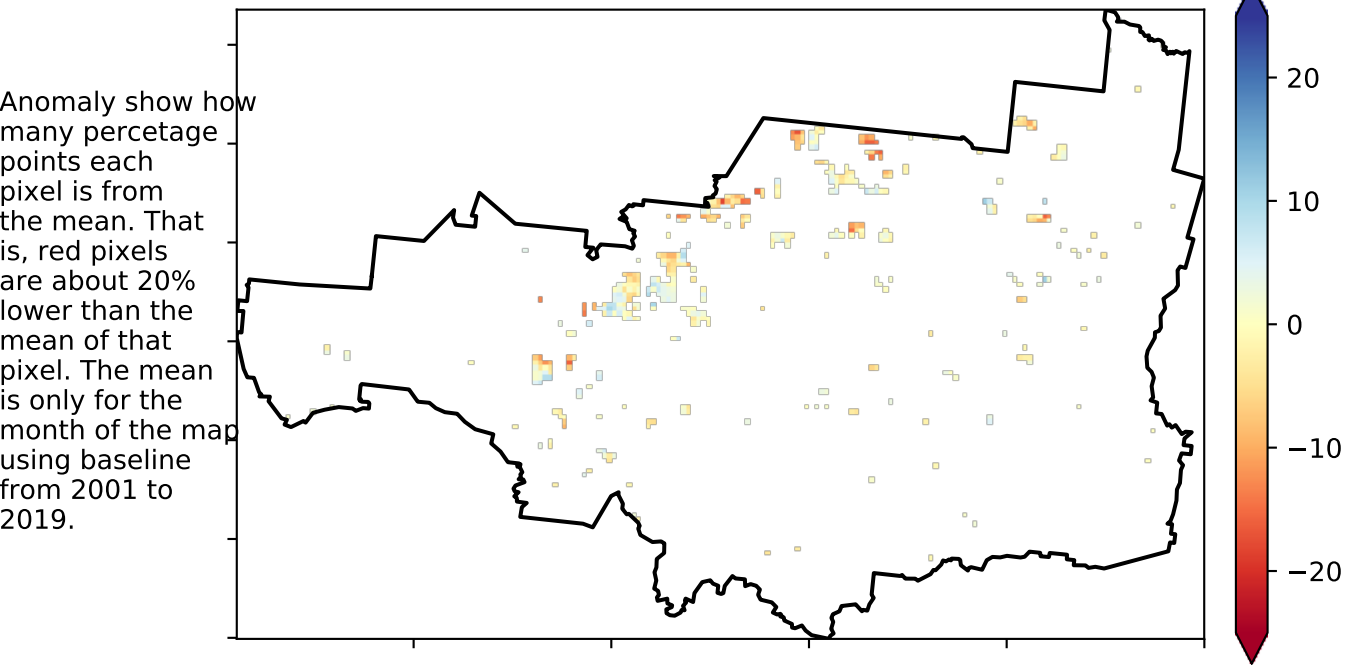 Anomaly show how
many percetage
points each
pixel is from
the mean. That
is, red pixels
are about 20%
lower than the
mean of that
pixel. The mean
is only for the
month of the map
using baseline
from 2001 to
2019.
20
10
0
−10
−20